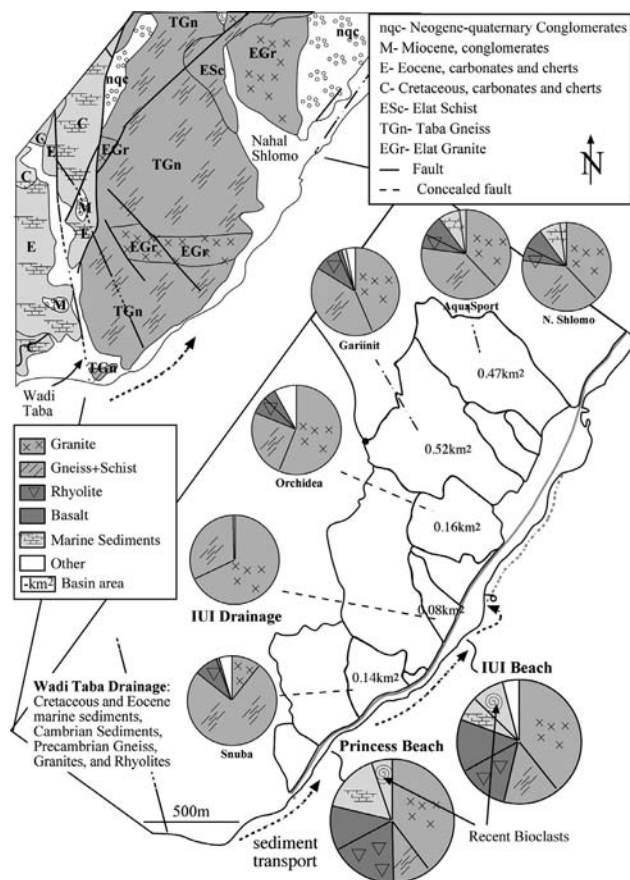 TGn
nqc
EGr
nqc
ESc
C
C
E
EGr
TGn
Nahal
Shlomo
C
M
E
E
EGr
EGr
M
TGn
C
TGn
Wadi
Taba
nqc- Neogene-quaternary Conglomerates
M- Miocene, conglomerates
E- Eocene, carbonates and cherts
C- Cretaceous, carbonates and cherts
ESc- Elat Schist
TGn- Taba Gneiss
EGr- Elat Granite
Fault
Concealed fault
N
AquaSport
N. Shlomo
Gariinit
0.47km²
0.52km²
Orchidea
0.16km²
Granite
Gneiss+Schist
Rhyolite
Basalt
Marine Sediments
Other
-km² Basin area
IUI Drainage
0.08km²
IUI Beach
0.14km²
Snuba
Wadi Taba Drainage:
Cretaceous and Eocene
marine sediments,
Cambrian Sediments,
Precambrian Gneiss,
Granites, and Rhyolites
Princess Beach
500m
sediment
transport
Recent Bioclasts